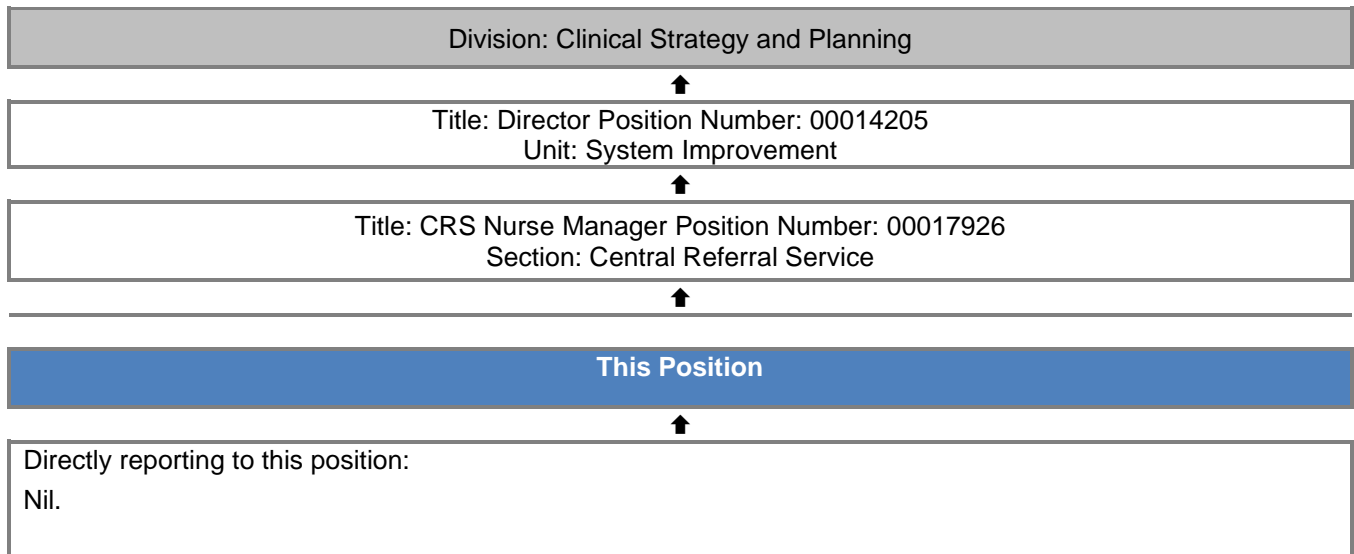 Division: Clinical Strategy and Planning
Title: Director Position Number: 00014205
Unit: System Improvement
Title: CRS Nurse Manager Position Number: 00017926
Section: Central Referral Service
This Position
Directly reporting to this position:
Nil.